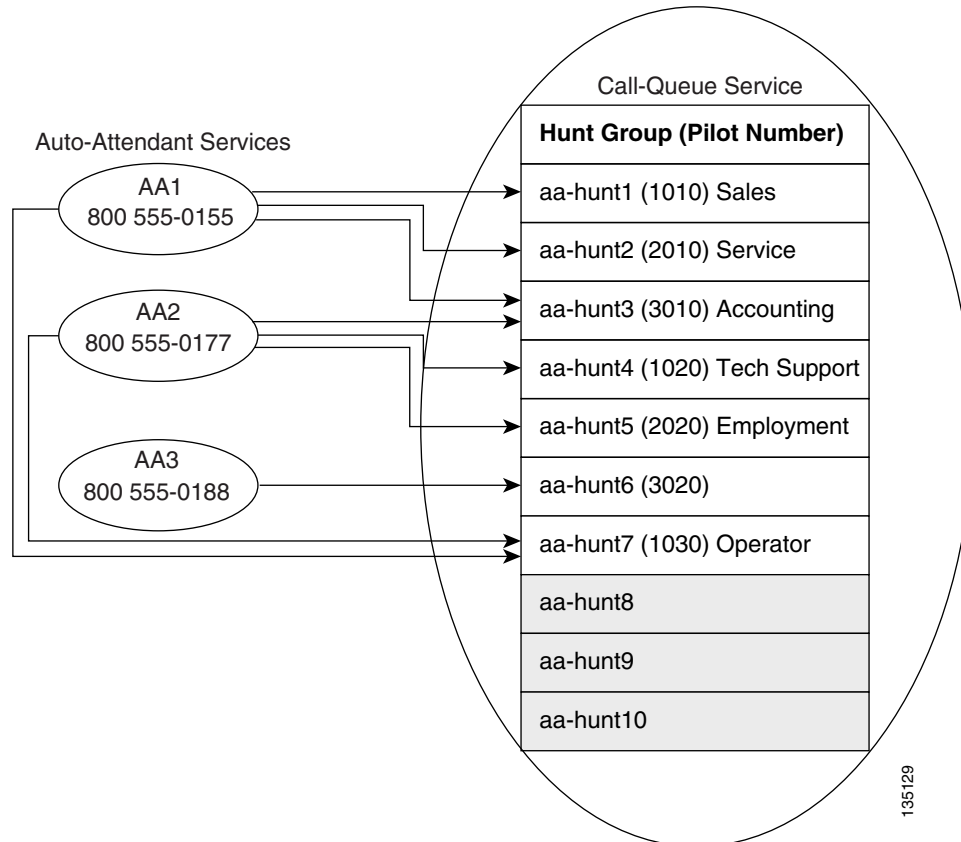 Call-Queue Service
Hunt Group (Pilot Number)
Auto-Attendant Services
AA1
800 555-0155
aa-hunt1 (1010) Sales
aa-hunt2 (2010) Service
AA2
800 555-0177
aa-hunt3 (3010) Accounting
aa-hunt4 (1020) Tech Support
aa-hunt5 (2020) Employment
AA3
800 555-0188
aa-hunt6 (3020)
aa-hunt7 (1030) Operator
aa-hunt8
aa-hunt9
aa-hunt10
135129